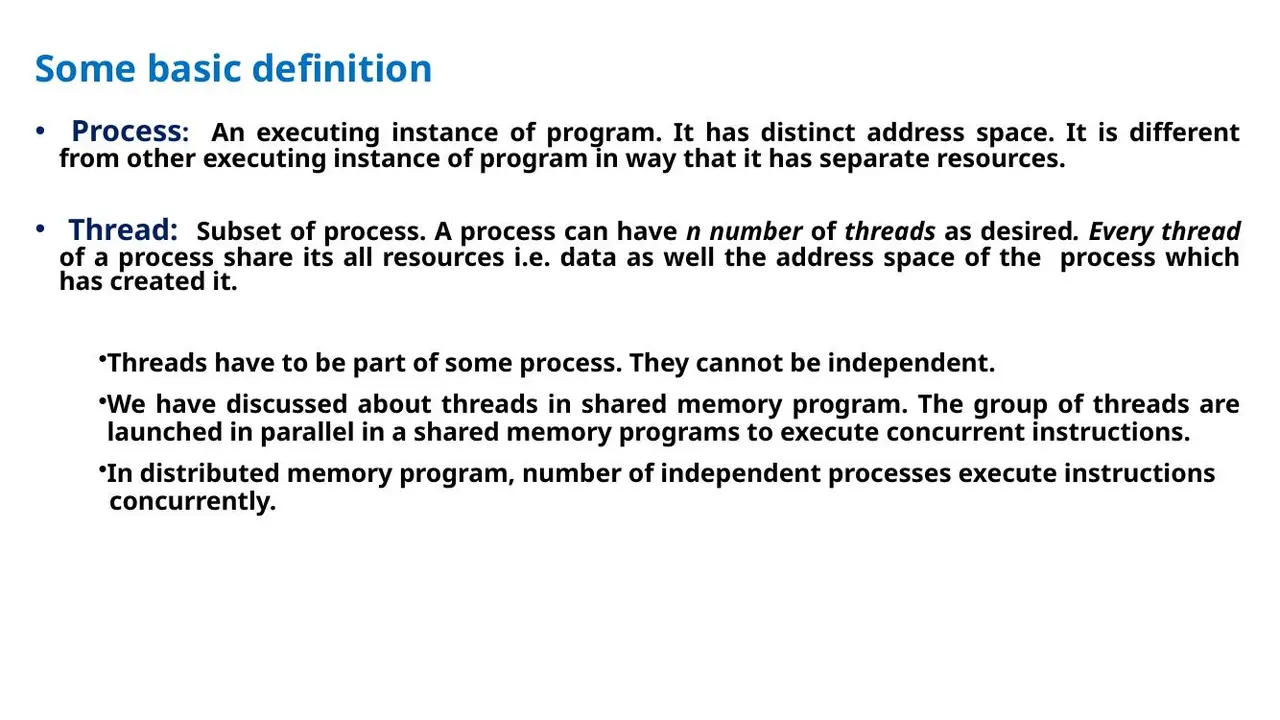 Some basic definition
• Process: An executing instance of program. It has distinct address space. It is different
from other executing instance of program in way that it has separate resources.
• Thread: Subset of process. A process can have n number of threads as desired. Every thread
of a process share its all resources i.e. data as well the address space of the process which
has created it.
•Threads have to be part of some process. They cannot be independent.
•We have discussed about threads in shared memory program. The group of threads are
launched in parallel in a shared memory programs to execute concurrent instructions.
•In distributed memory program, number of independent processes execute instructions
concurrently.